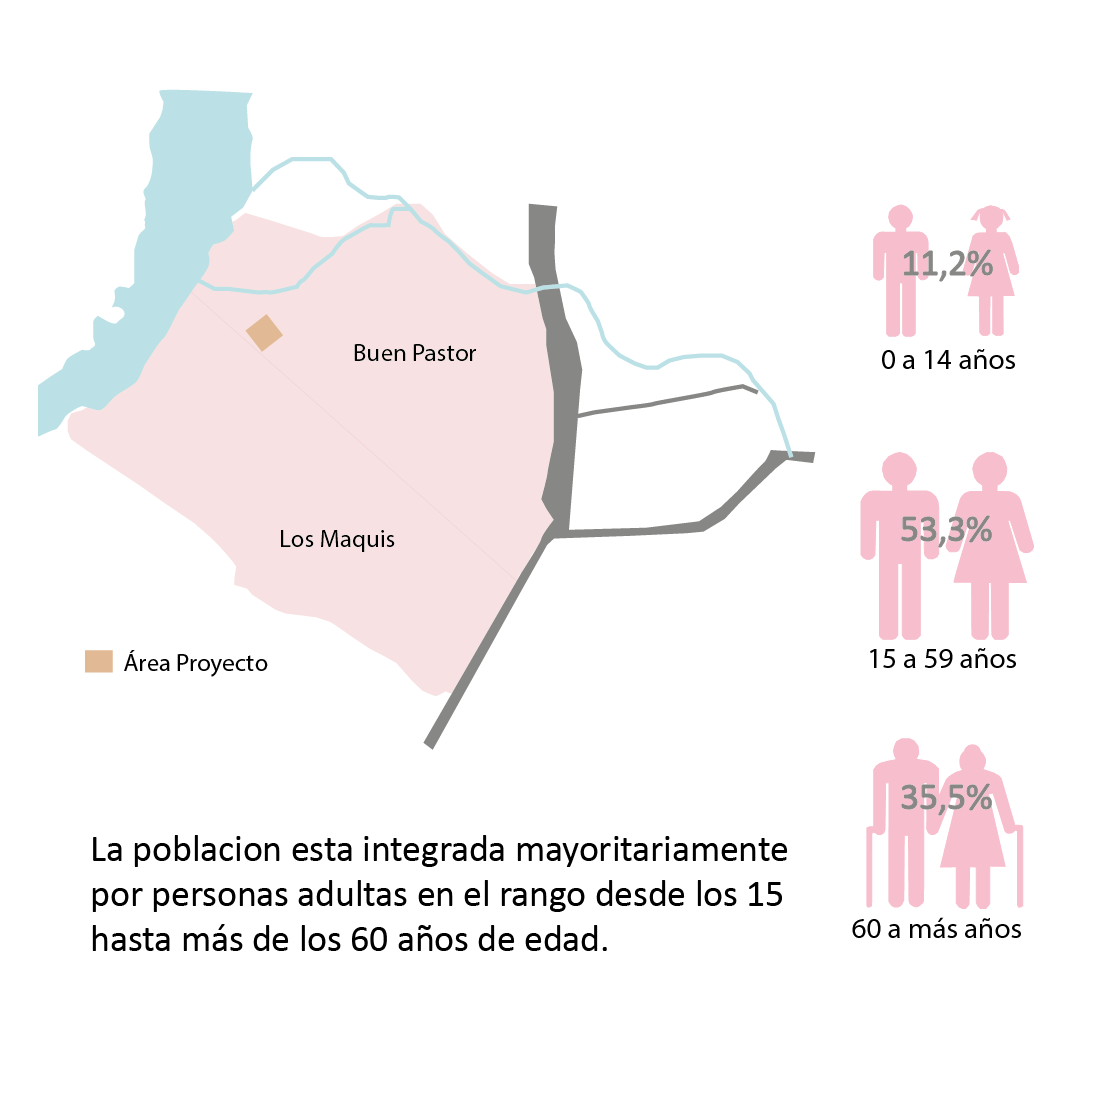 11,2%
0 a 14 años
Buen Pastor
53,3%
Los Maquis
15 a 59 años
Área Proyecto
35,5%
60 a más años
La poblacion esta integrada mayoritariamente
por personas adultas en el rango desde los 15
hasta más de los 60 años de edad.